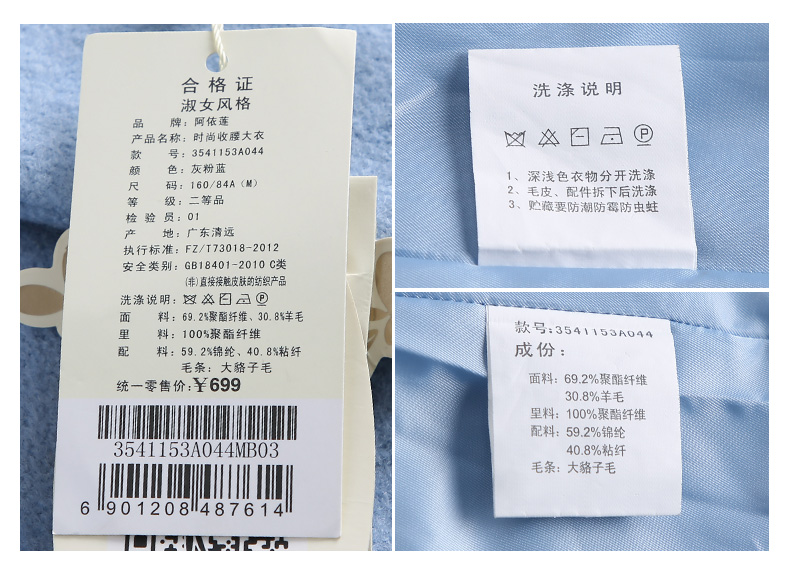 合格证
淑女风格
品 牌：阿依莲
产品名称：时尚收腰大衣
款 号：3541153A044
颜 色：灰粉蓝
尺 码：160/84A（M）
等 级：二等品
检 验 员：01
产 地：广东清远
执行标准：FZ/T73018-2012
安全类别：GB18401-2010 C类
(非)直接接触皮肤的纺织产品
洗涤说明：
面 料：69.2%聚酯纤维、30.8%羊毛
里 料：100%聚酯纤维
配 料：59.2%锦纶、40.8%粘纤
毛条：大貉子毛
统一零售价：￥699
3541153A044MB03
6 901208 487614
洗涤说明
1、深浅色衣物分开洗涤
2、毛皮、配件拆下后洗涤
3、贮藏要防潮防霉防虫蛀
款号：3541153A044
成份：
面料：69.2%聚酯纤维
30.8%羊毛
里料：100%聚酯纤维
配料：59.2%锦纶
40.8%粘纤
毛条：大貉子毛